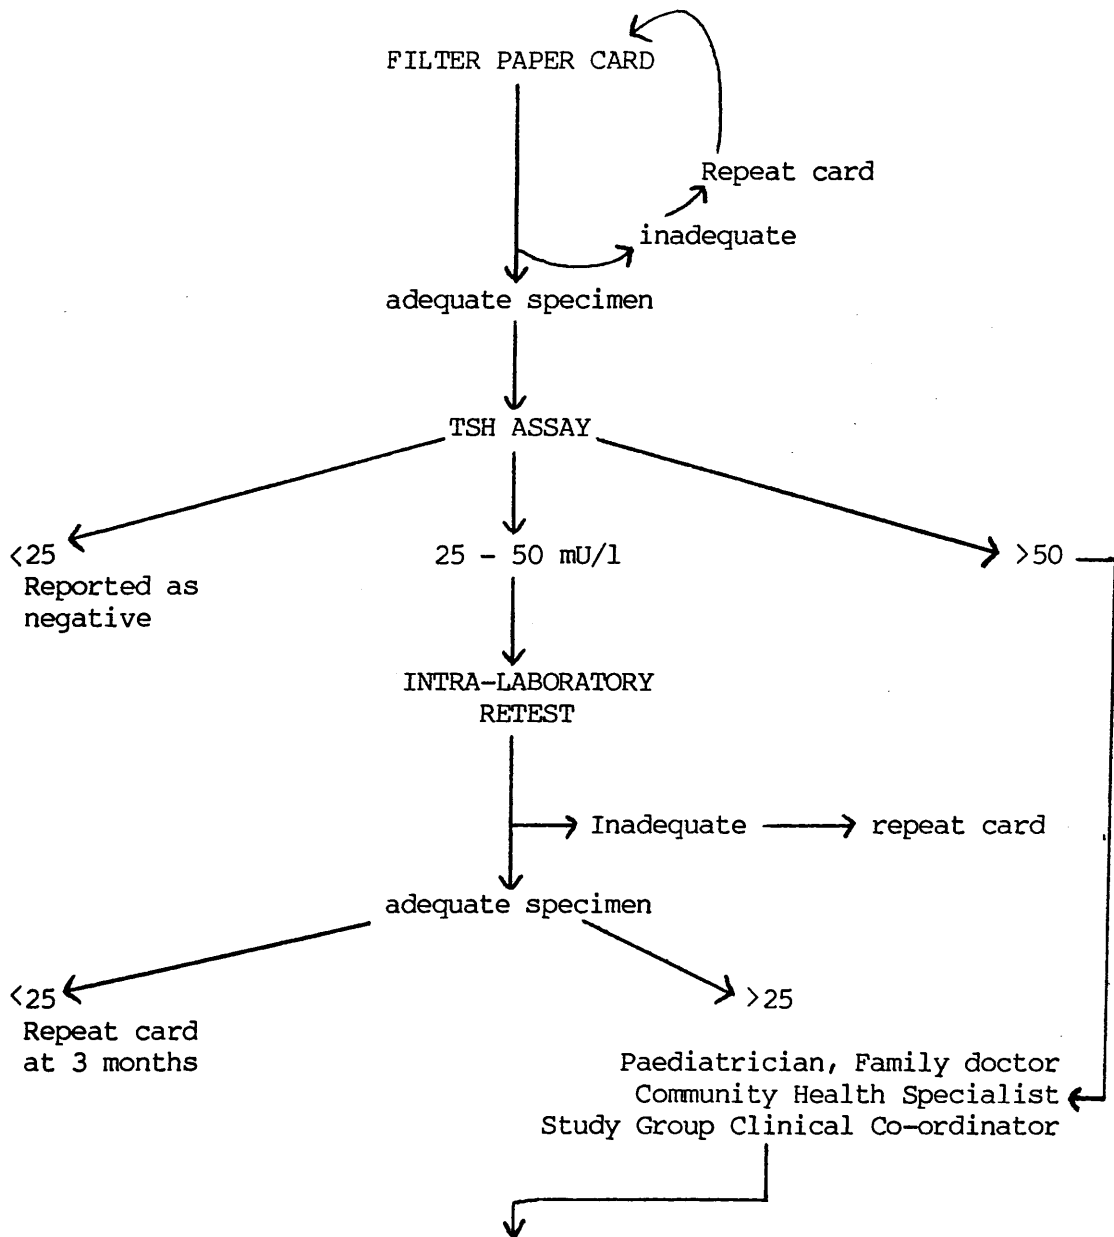 FILTER PAPER CARD
Repeat card
inadequate
adequate specimen
TSH ASSAY
<25
Reported as
negative
25 - 50 mU/l
>50
INTRA-LABORATORY
RETEST
Inadequate
repeat card
adequate specimen
<25
Repeat card
at 3 months
>25
Paediatrician, Family doctor
Community Health Specialist
Study Group Clinical Co-ordinator